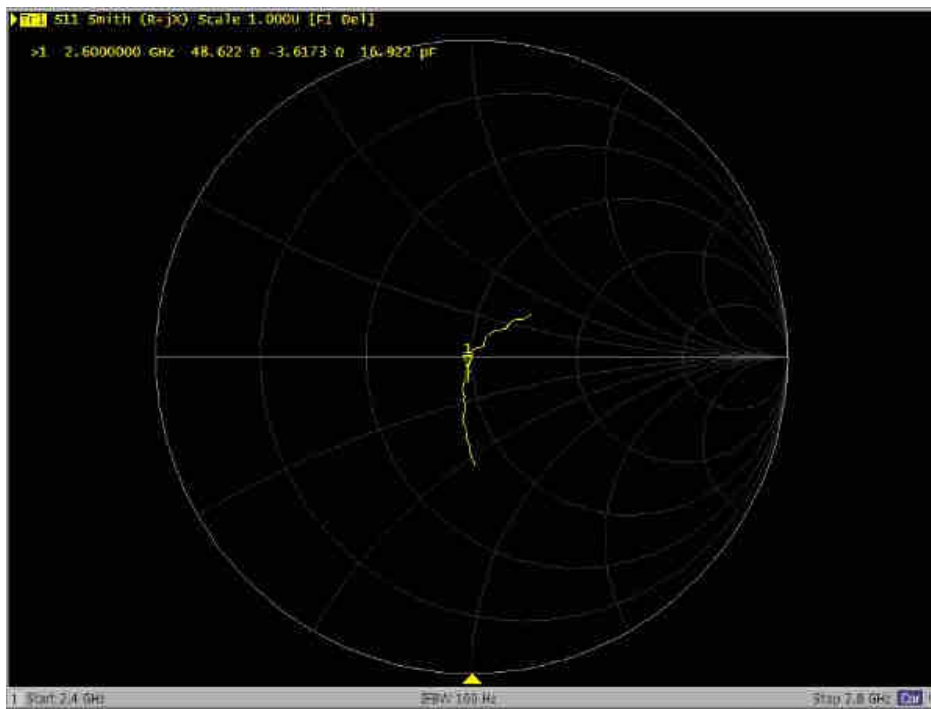 Tr1 S11 Smith (R+jX) Scale 1.000U [F1 Del]
>1 2.6000000 GHz 48.622 Ω -3.6173 Ω 16.922 pF
1
1 Start 2.4 GHz IFBW 100 Hz Stop 2.8 GHz Cor